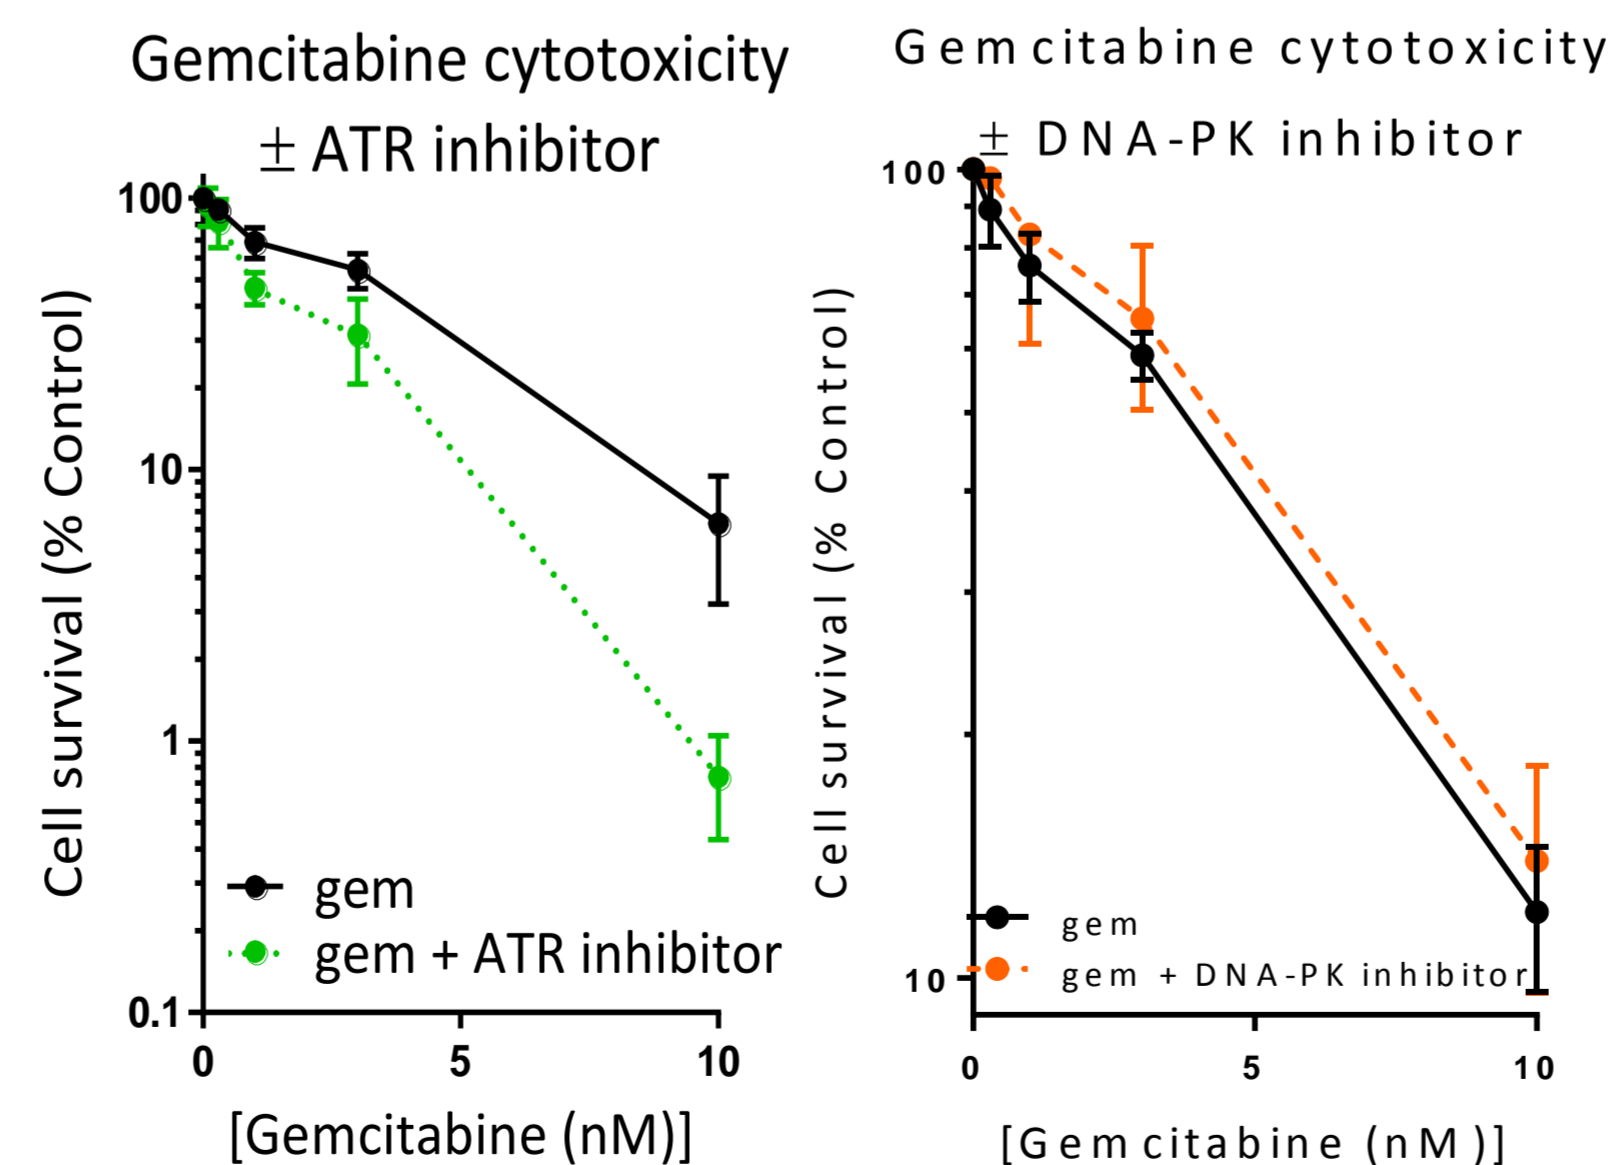 Gemcitabine cytotoxicity
± ATR inhibitor
Cell survival (% Control)
100
10
1
0.1
gem
gem + ATR inhibitor
0 5 10
[Gemcitabine (nM)]
Gemcitabine cytotoxicity
± DNA-PK inhibitor
Cell survival (% Control)
100
10
gem
gem + DNA-PK inhibitor
0 5 10
[Gemcitabine (nM)]